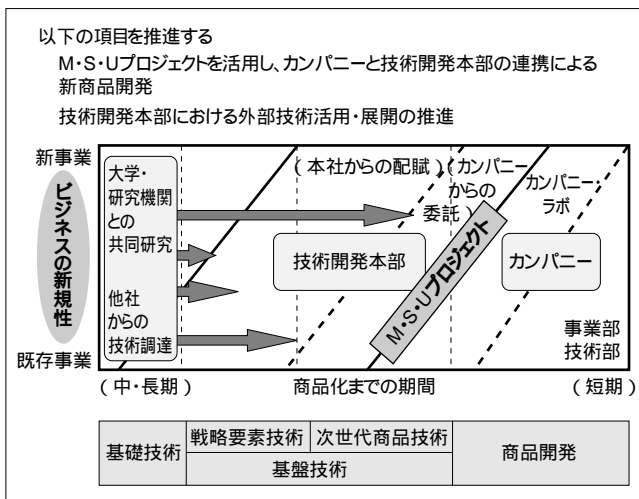 以下の項目を推進する
M・S・Uプロジェクトを活用し、カンパニーと技術開発本部の連携による
新商品開発
技術開発本部における外部技術活用・展開の推進
新事業
ビジネスの新規性
既存事業
大学・
研究機関
との
共同研究
他社
からの
技術調達
(本社からの配賦)
(カンパニー
からの
委託)
カンパニー・
ラボ
技術開発本部
M・S・Uプロジェクト
カンパニー
事業部
技術部
(中・長期)
商品化までの期間
(短期)
基礎技術
戦略要素技術
次世代商品技術
基盤技術
商品開発